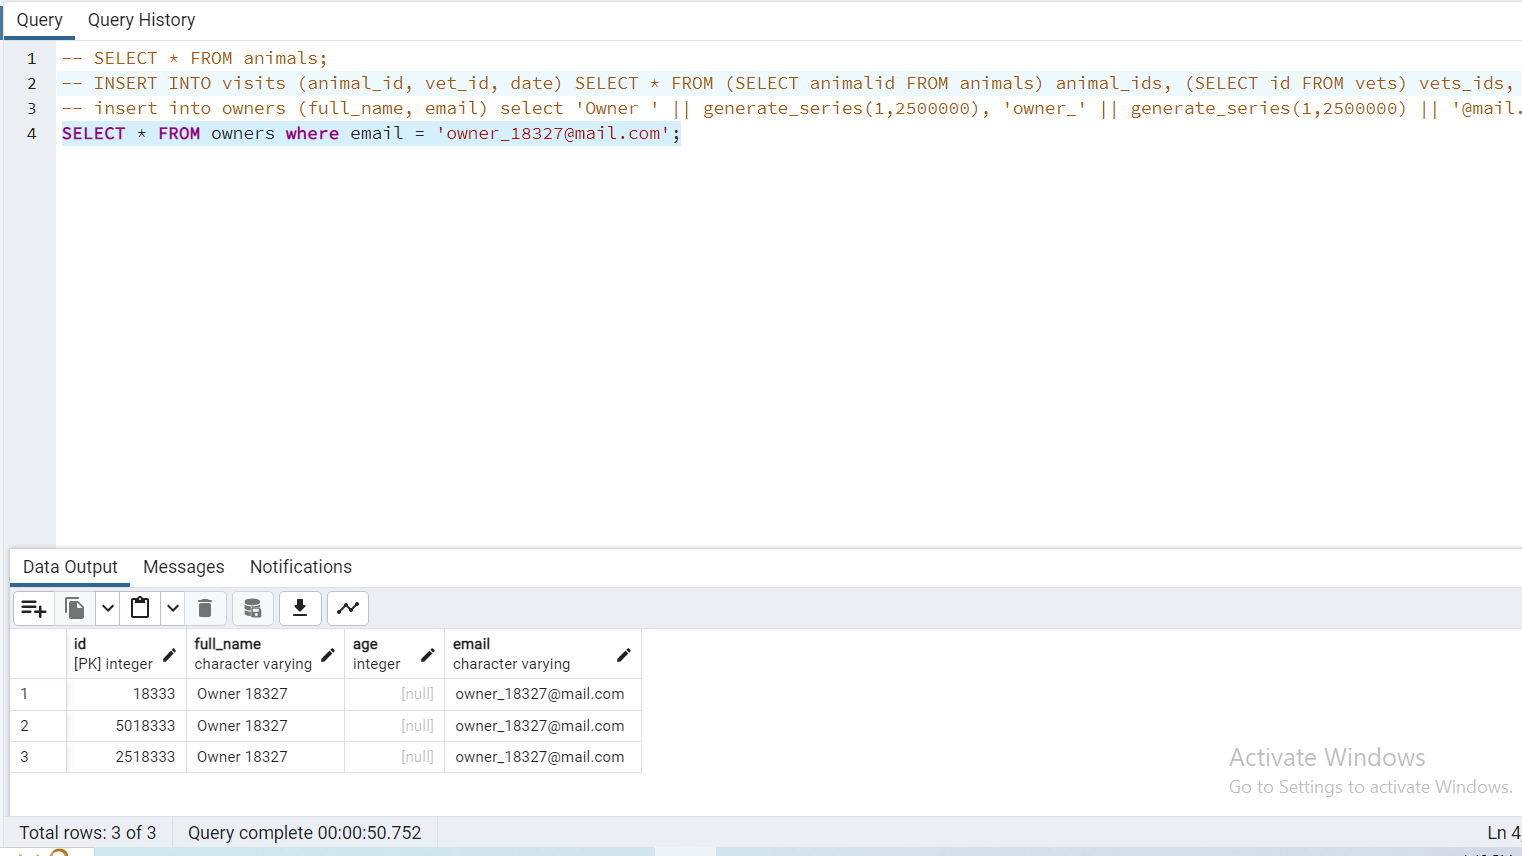 Query Query History
1 -- SELECT * FROM animals;
2 -- INSERT INTO visits (animal_id, vet_id, date) SELECT * FROM (SELECT animalid FROM animals) animal_ids, (SELECT id FROM vets) vets_ids,
3 -- insert into owners (full_name, email) select 'Owner ' || generate_series(1,2500000), 'owner_' || generate_series(1,2500000) || '@mail.
4 SELECT * FROM owners where email = 'owner_18327@mail.com';
Data Output Messages Notifications
id full_name age email
[PK] integer character varying integer character varying
1 18333 Owner 18327 [null] owner_18327@mail.com
2 5018333 Owner 18327 [null] owner_18327@mail.com
3 2518333 Owner 18327 [null] owner_18327@mail.com
Activate Windows
Go to Settings to activate Windows.
Total rows: 3 of 3 Query complete 00:00:50.752 Ln 4